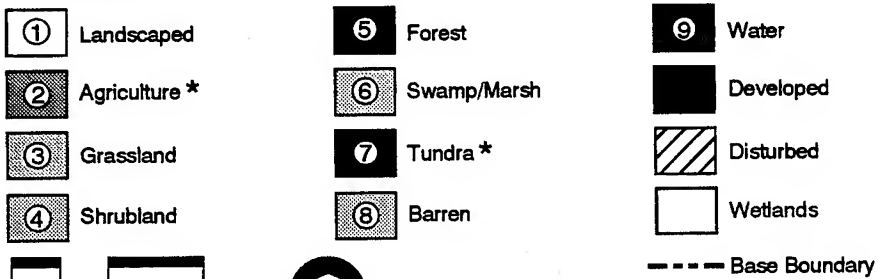 ① Landscaped
② Agriculture *
③ Grassland
④ Shrubland
⑤ Forest
⑥ Swamp/Marsh
⑦ Tundra *
⑧ Barren
⑨ Water
Developed
Disturbed
Wetlands
Base Boundary